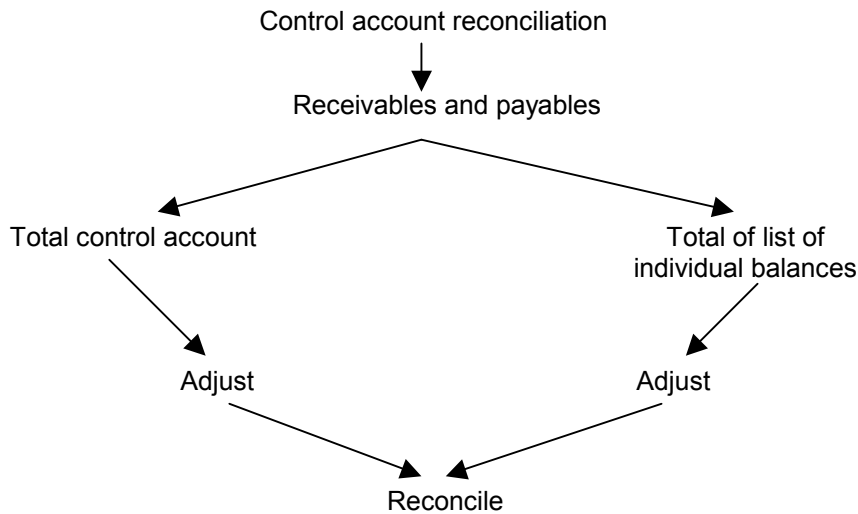 Control account reconciliation
Receivables and payables
Total control account
Total of list of
individual balances
Adjust
Adjust
Reconcile